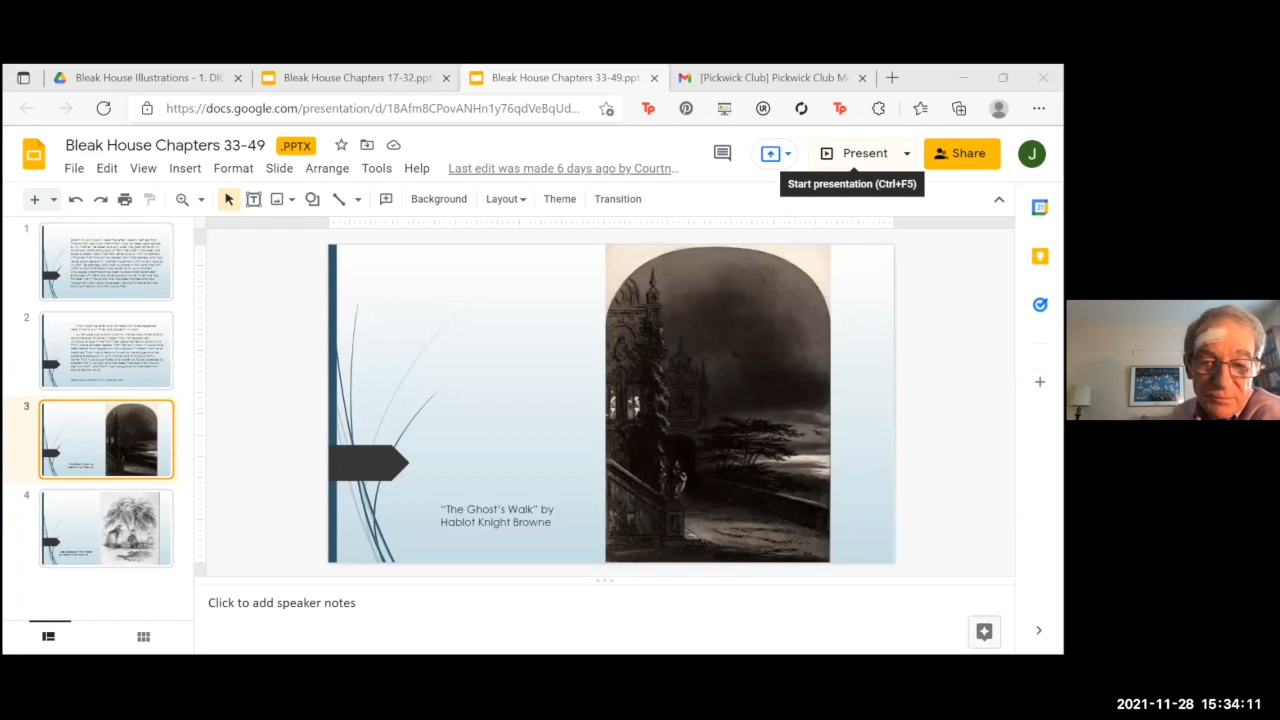 Bleak House Illustrations - 1. DIC
Bleak House Chapters 17-32.ppt
Bleak House Chapters 33-49.ppt
[Pickwick Club] Pickwick Club Me
https://docs.google.com/presentation/d/18Afm8CPovANHn1y76qdVeBqUd...
Bleak House Chapters 33-49 .PPTX
File Edit View Insert Format Slide Arrange Tools Help Last edit was made 6 days ago by Courtn...
Present
Share
J
Start presentation (Ctrl+F5)
Background Layout Theme Transition
1
2
3
4
"The Ghost's Walk" by
Hablot Knight Browne
Click to add speaker notes
2021-11-28 15:34:11